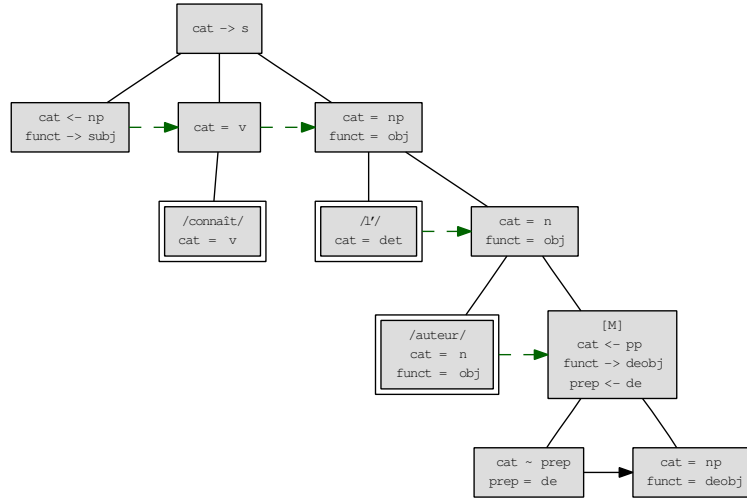 cat -> s
cat <- np
funct -> subj
cat = v
cat = np
funct = obj
/connaît/
cat = v
/l'/
cat = det
cat = n
funct = obj
/auteur/
cat = n
funct = obj
[M]
cat <- pp
funct -> deobj
prep <- de
cat ~ prep
prep = de
cat = np
funct = deobj